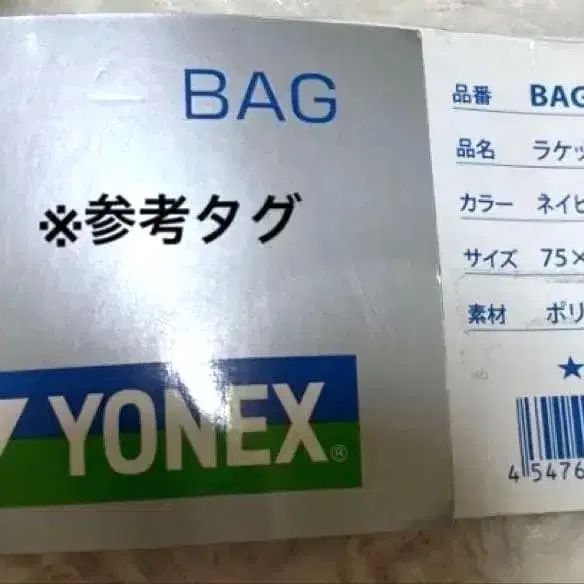 BAG
※参考タグ
YONEX®
品番 BAG
品名 ラケッ
カラー ネイビ
サイズ 75×
素材 ポリ
★
4 5476